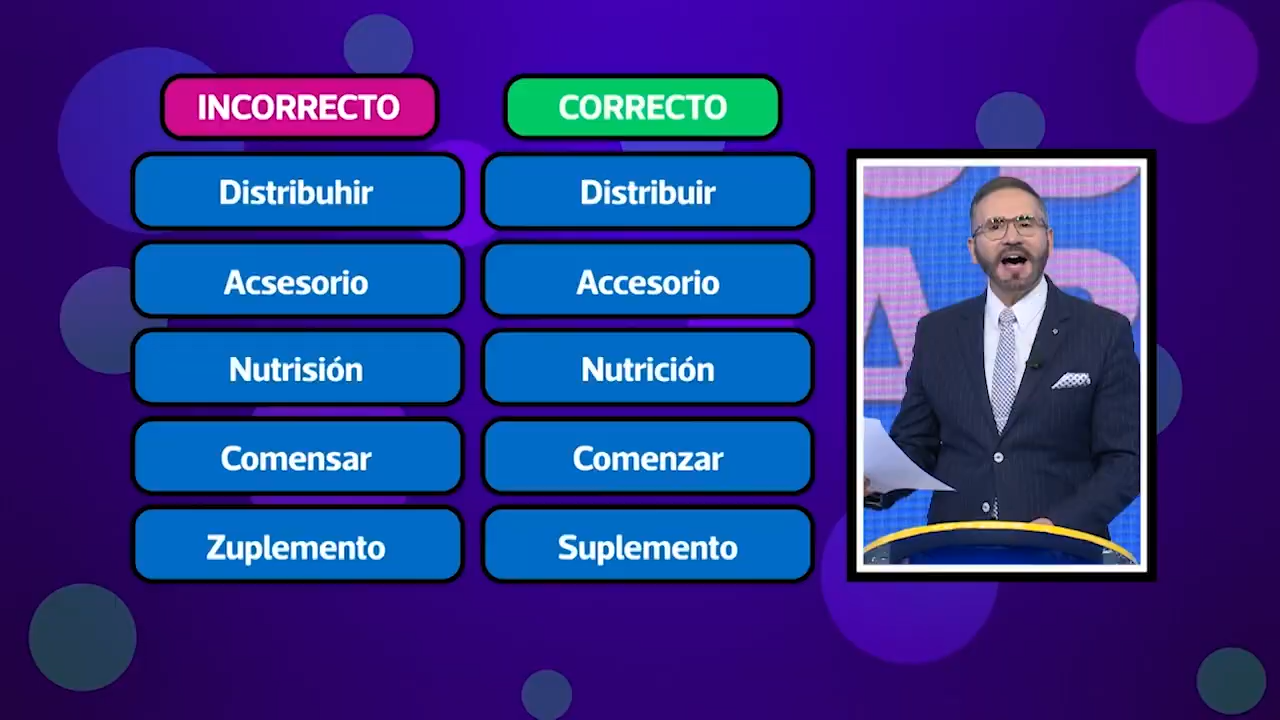 INCORRECTO CORRECTO
Distribuhir Distribuir
Acsesorio Accesorio
Nutrisión Nutrición
Comensar Comenzar
Zuplemento Suplemento